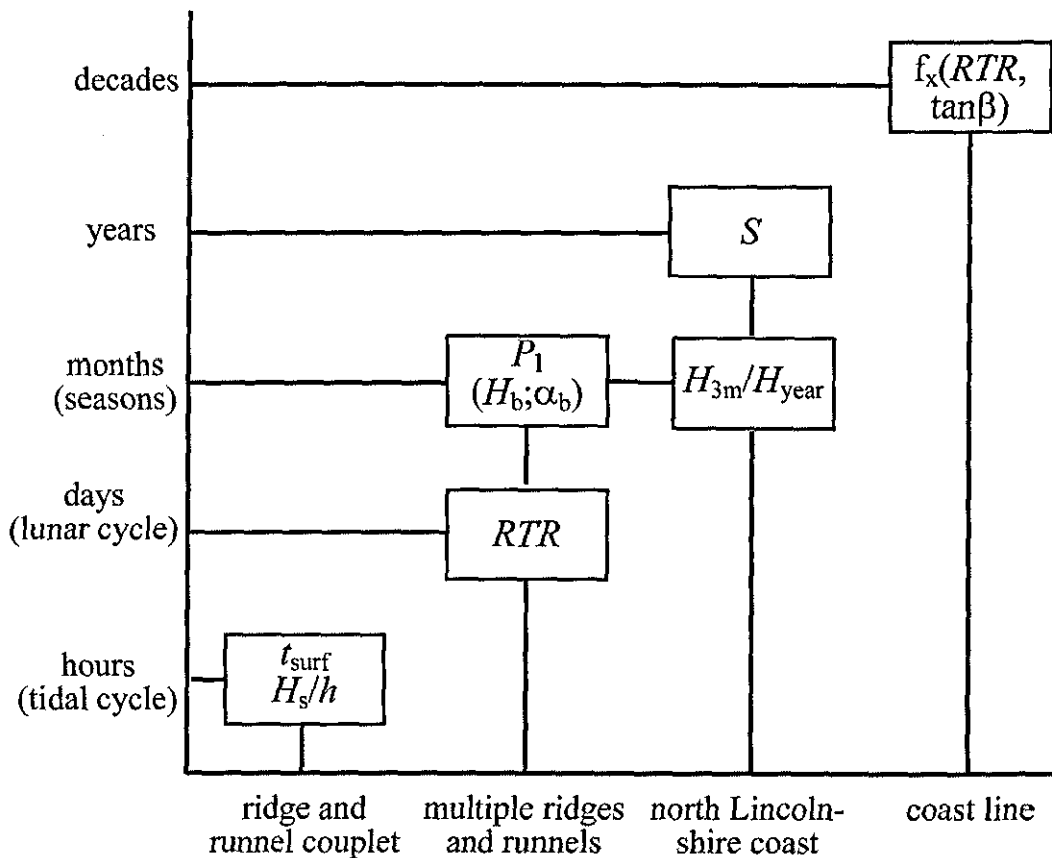 decades
f_x(RTR,
tanβ)
years
S
months
(seasons)
P_1
(H_b;α_b)
H_3m/H_year
days
(lunar cycle)
RTR
hours
(tidal cycle)
t_surf
H_s/h
ridge and
runnel couplet
multiple ridges
and runnels
north Lincoln-
shire coast
coast line